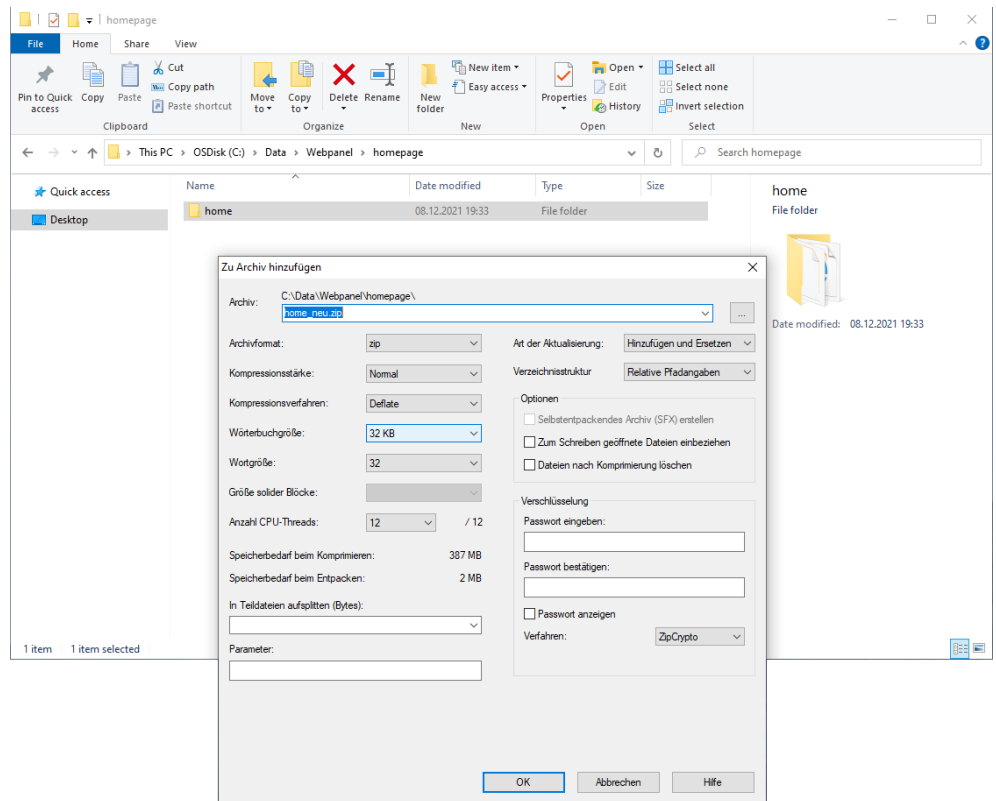 homepage
File Home Share View
Pin to Quick access
Copy
Paste
Cut
Copy path
Paste shortcut
Clipboard
Move to
Copy to
Delete
Rename
Organize
New folder
New item
Easy access
New
Properties
Open
Edit
History
Open
Select all
Select none
Invert selection
Select
This PC > OSDisk (C:) > Data > Webpanel > homepage
Search homepage
Quick access
Desktop
Name Date modified Type Size
home 08.12.2021 19:33 File folder
home
File folder
Date modified: 08.12.2021 19:33
Zu Archiv hinzufügen
Archiv:
C:\Data\Webpanel\homepage\
home_neu.zip
...
Archivformat: zip
Kompressionsstärke: Normal
Kompressionsverfahren: Deflate
Wörterbuchgröße: 32 KB
Wortgröße: 32
Größe solider Blöcke:
Anzahl CPU-Threads: 12 / 12
Speicherbedarf beim Komprimieren: 387 MB
Speicherbedarf beim Entpacken: 2 MB
In Teildateien aufsplitten (Bytes):
Parameter:
Art der Aktualisierung: Hinzufügen und Ersetzen
Verzeichnisstruktur Relative Pfadangaben
Optionen
Selbstentpackendes Archiv (SFX) erstellen
Zum Schreiben geöffnete Dateien einbeziehen
Dateien nach Komprimierung löschen
Verschlüsselung
Passwort eingeben:
Passwort bestätigen:
Passwort anzeigen
Verfahren: ZipCrypto
OK Abbrechen Hilfe
1 item 1 item selected